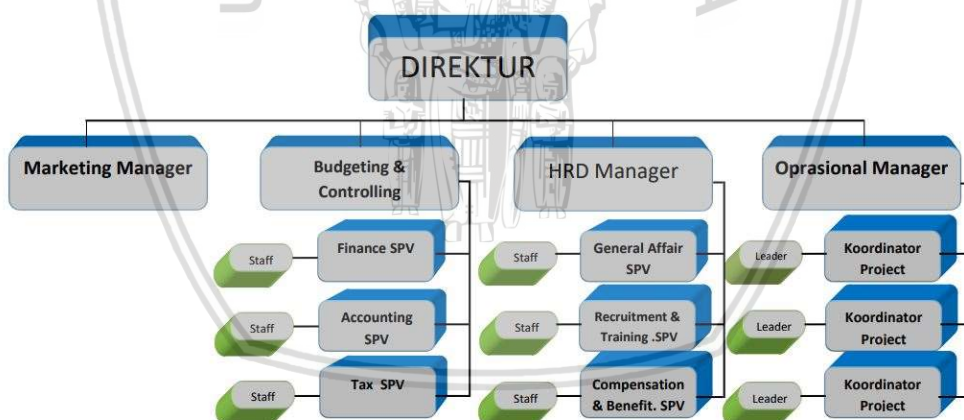 DIREKTUR
Marketing Manager
Budgeting &
Controlling
HRD Manager
Oprasional Manager
Staff
Finance SPV
Staff
General Affair
SPV
Leader
Koordinator
Project
Staff
Accounting
SPV
Staff
Recruitment &
Training .SPV
Leader
Koordinator
Project
Staff
Tax SPV
Staff
Compensation
& Benefit. SPV
Leader
Koordinator
Project